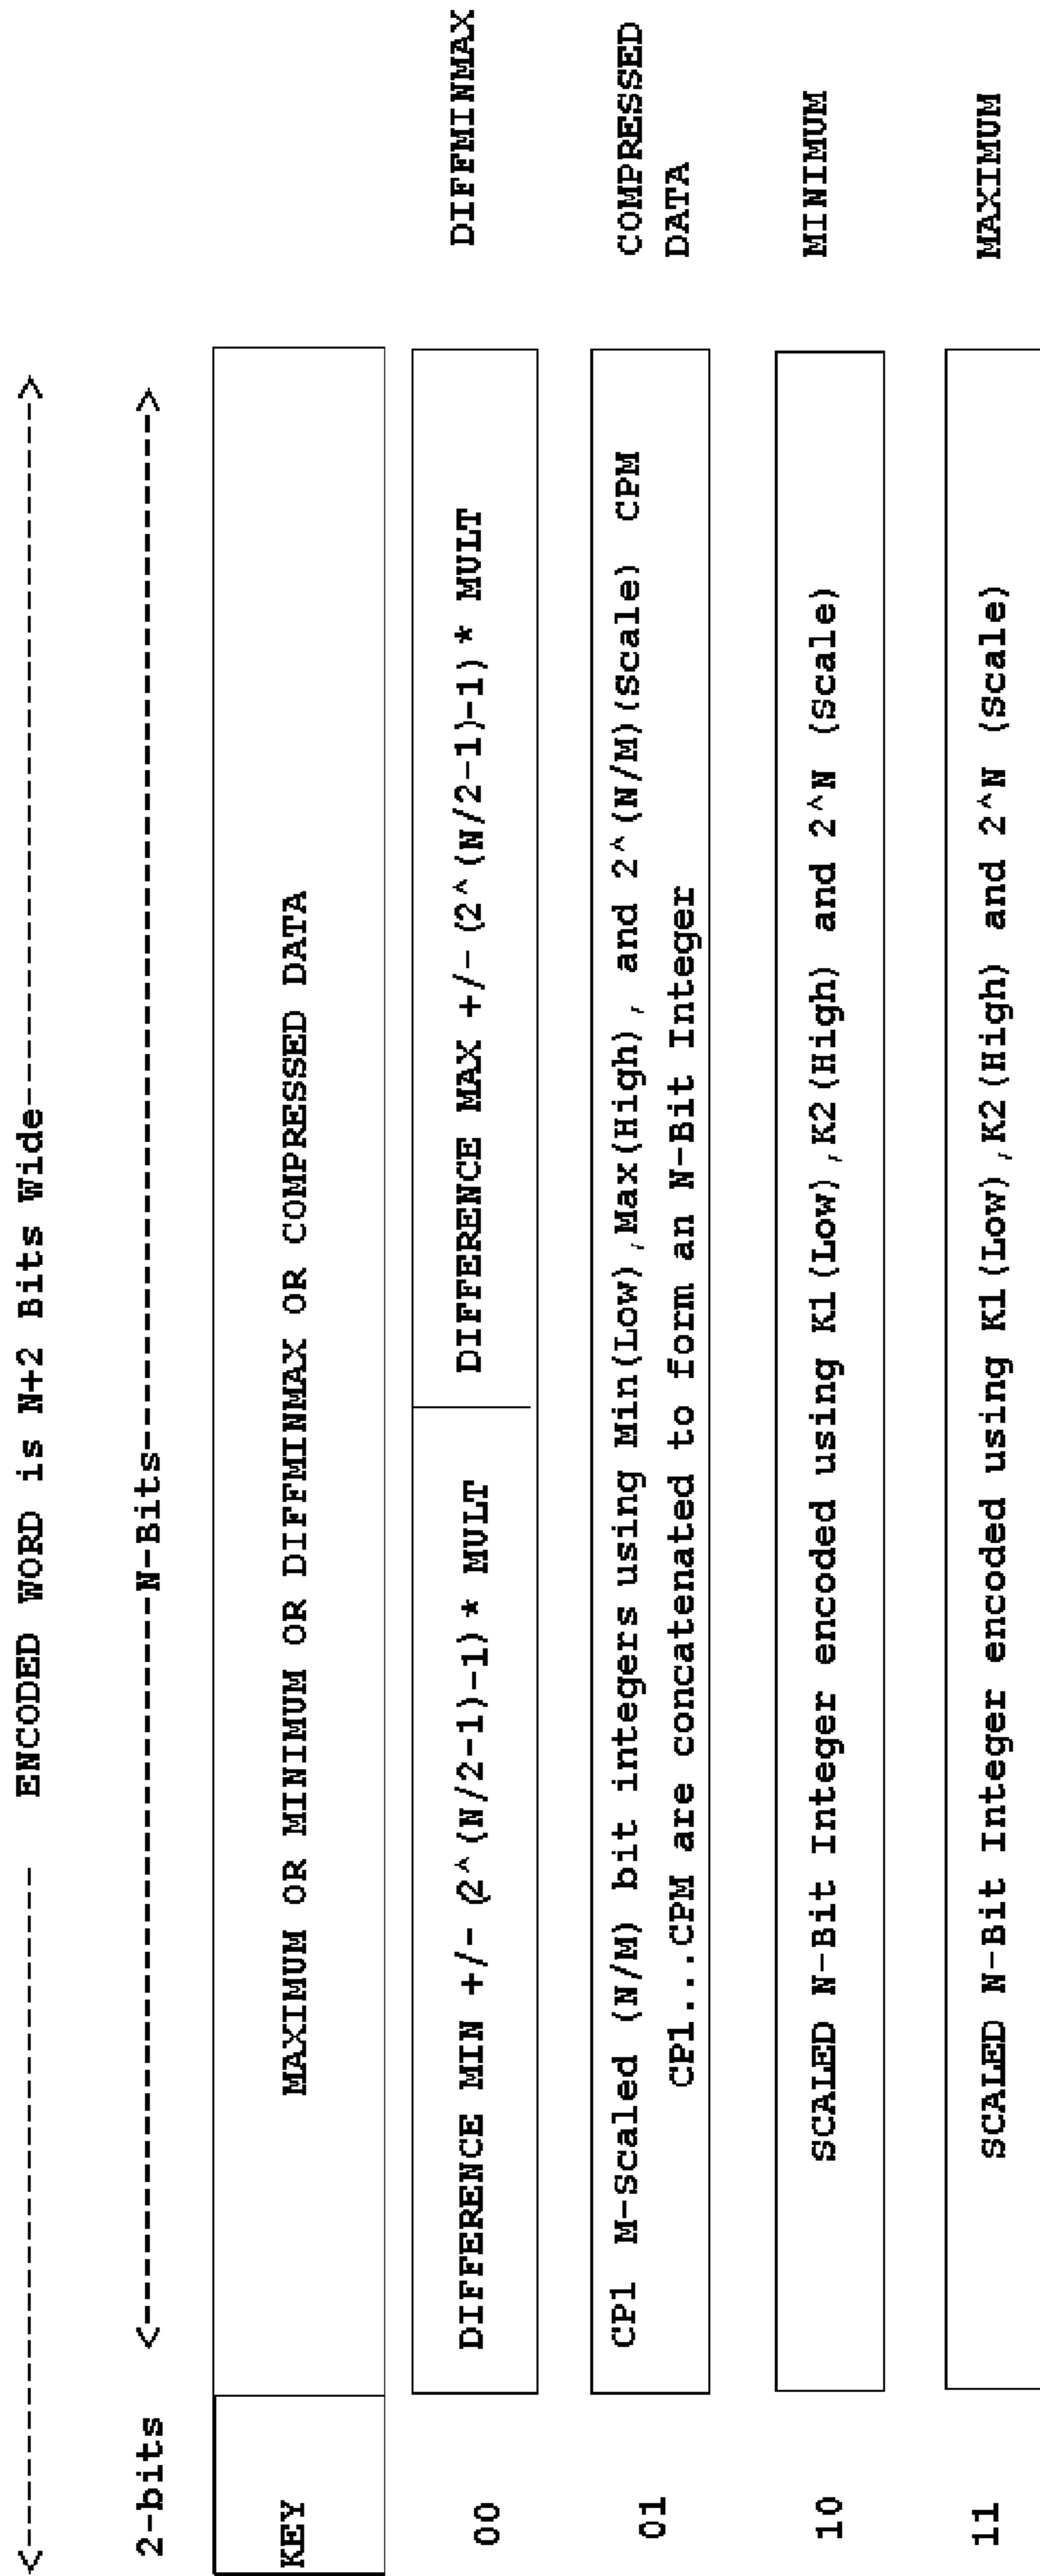 <----------------- ENCODED WORD is N+2 Bits Wide----------------------------->
2-bits <--------------------------N-Bits------------------------------------->
KEY MAXIMUM OR MINIMUM OR DIFFMINMAX OR COMPRESSED DATA
00 DIFFERENCE MIN +/- (2^(N/2-1)-1)* MULT DIFFERENCE MAX +/-(2^(N/2-1)-1)* MULT DIFFMINMAX
01 CP1 M-Scaled (N/M) bit integers using Min(Low),Max(High), and 2^(N/M)(Scale) CPM COMPRESSED
CP1...CPM are concatenated to form an N-Bit Integer DATA
10 SCALED N-Bit Integer encoded using K1(Low),K2(High) and 2^N (Scale) MINIMUM
11 SCALED N-Bit Integer encoded using K1(Low),K2(High) and 2^N (Scale) MAXIMUM